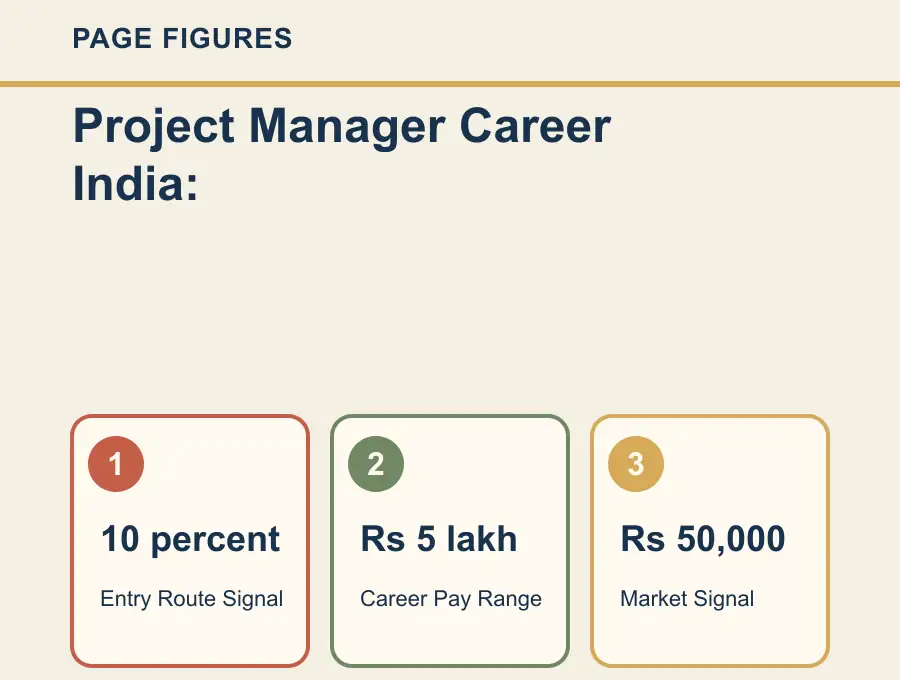 PAGE FIGURES
Project Manager Career
India:
1
10 percent
Entry Route Signal
2
Rs 5 lakh
Career Pay Range
3
Rs 50,000
Market Signal